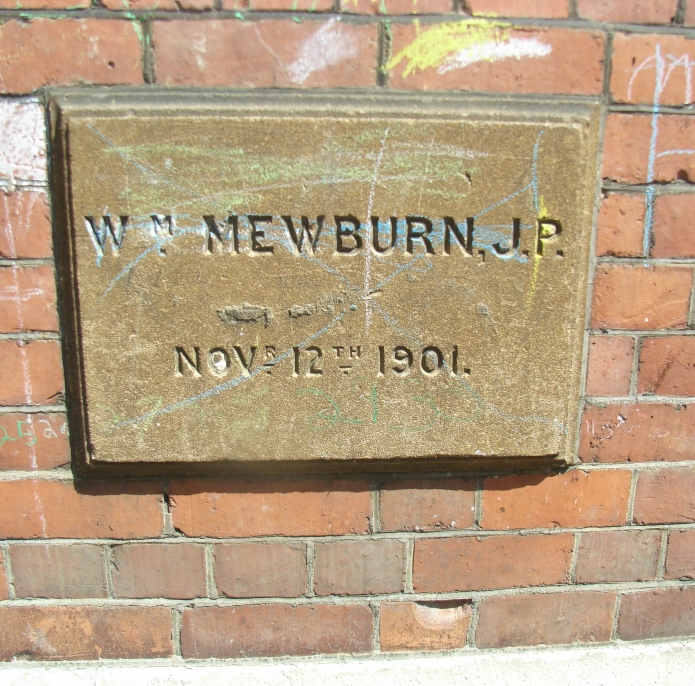 Wᴹ. MEWBURN, J.P.
NOVᴿ 12ᵀᴴ 1901.